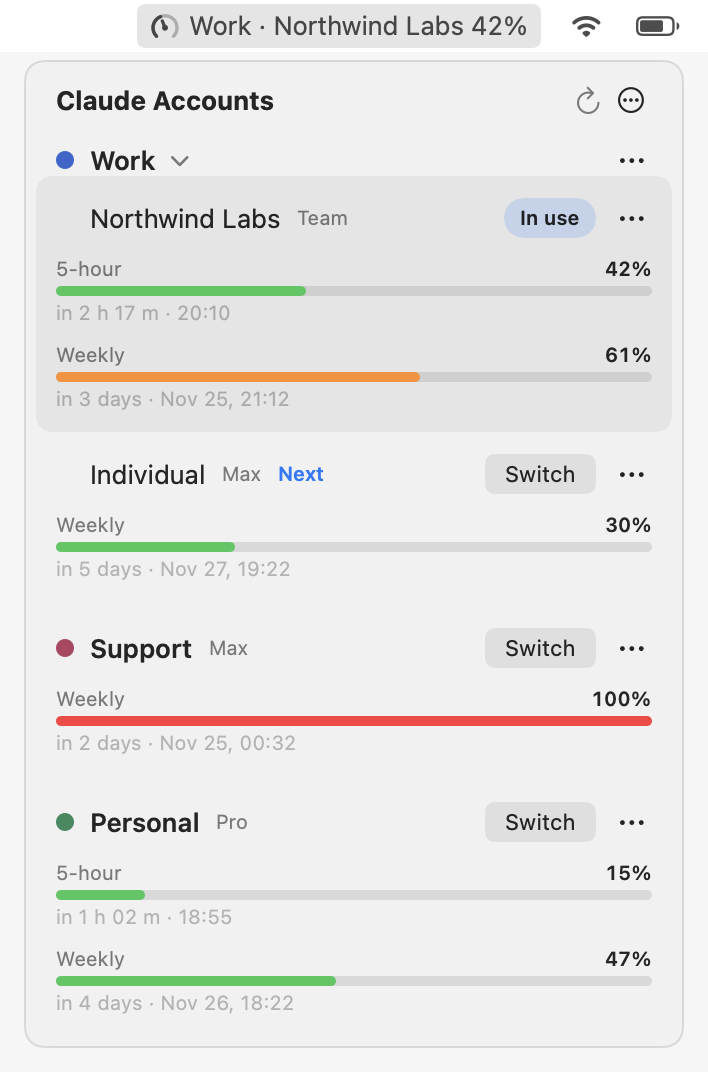 Work · Northwind Labs 42%
Claude Accounts
Work
Northwind Labs Team In use
5-hour 42%
in 2 h 17 m · 20:10
Weekly 61%
in 3 days · Nov 25, 21:12
Individual Max Next Switch
Weekly 30%
in 5 days · Nov 27, 19:22
Support Max Switch
Weekly 100%
in 2 days · Nov 25, 00:32
Personal Pro Switch
5-hour 15%
in 1 h 02 m · 18:55
Weekly 47%
in 4 days · Nov 26, 18:22